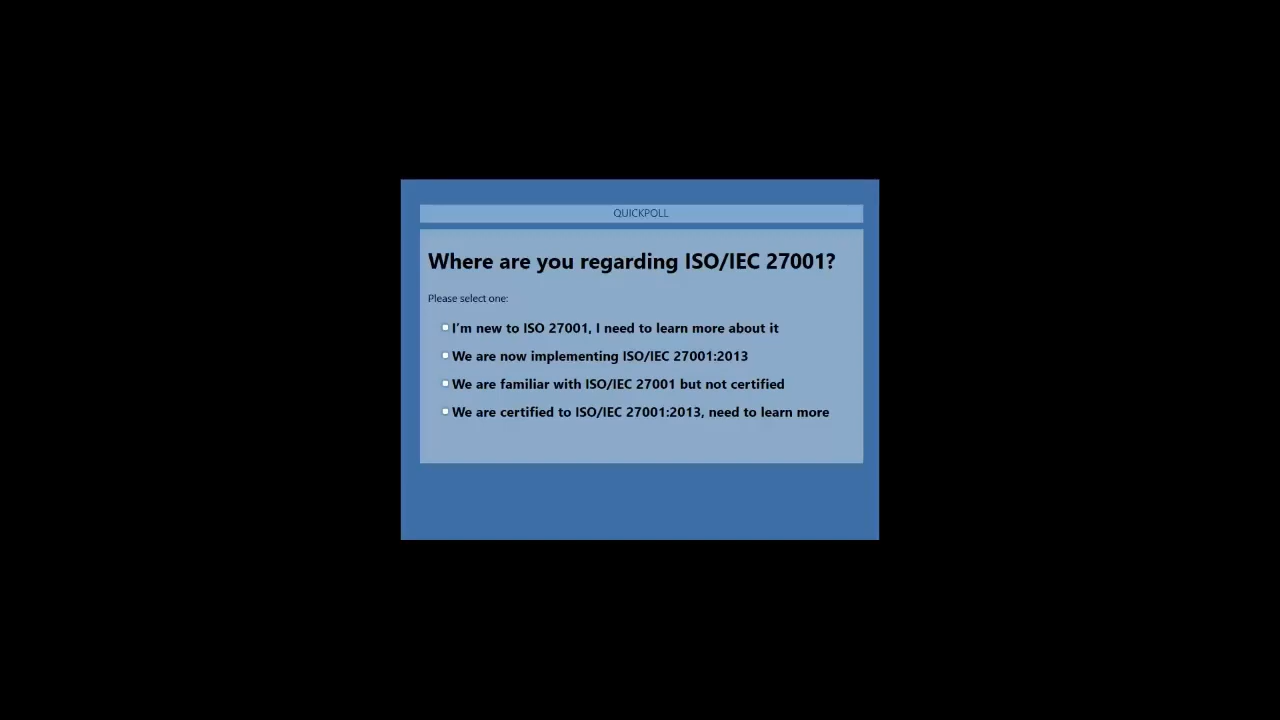 QUICKPOLL
Where are you regarding ISO/IEC 27001?
Please select one:
I'm new to ISO 27001, I need to learn more about it
We are now implementing ISO/IEC 27001:2013
We are familiar with ISO/IEC 27001 but not certified
We are certified to ISO/IEC 27001:2013, need to learn more